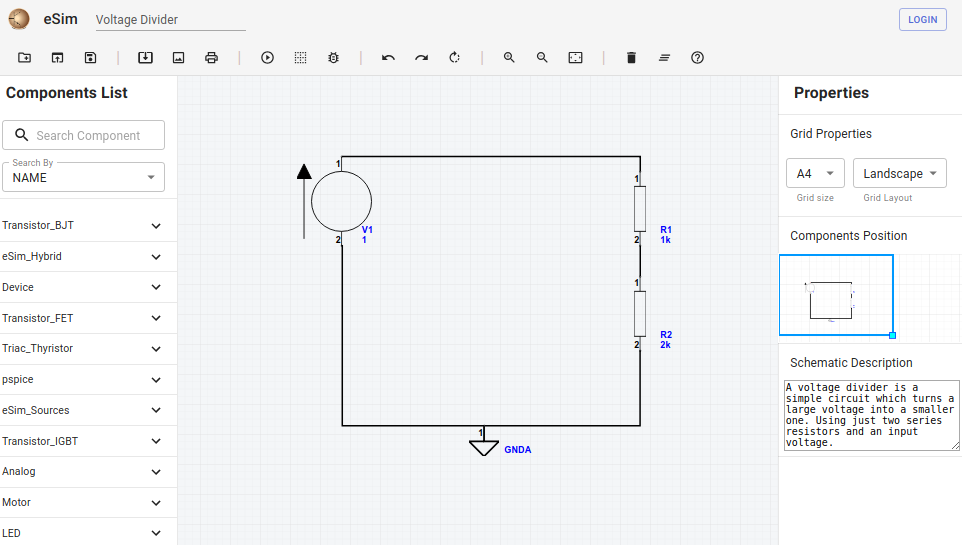 eSim
Voltage Divider
LOGIN
Components List
Search Component
Search By
NAME
Transistor_BJT
eSim_Hybrid
Device
Transistor_FET
Triac_Thyristor
pspice
eSim_Sources
Transistor_IGBT
Analog
Motor
LED
1
2
V1
1
1
2
R1
1k
1
2
R2
2k
1
GNDA
Properties
Grid Properties
A4
Landscape
Grid size
Grid Layout
Components Position
Schematic Description
A voltage divider is a
simple circuit which turns a
large voltage into a smaller
one. Using just two series
resistors and an input
voltage.